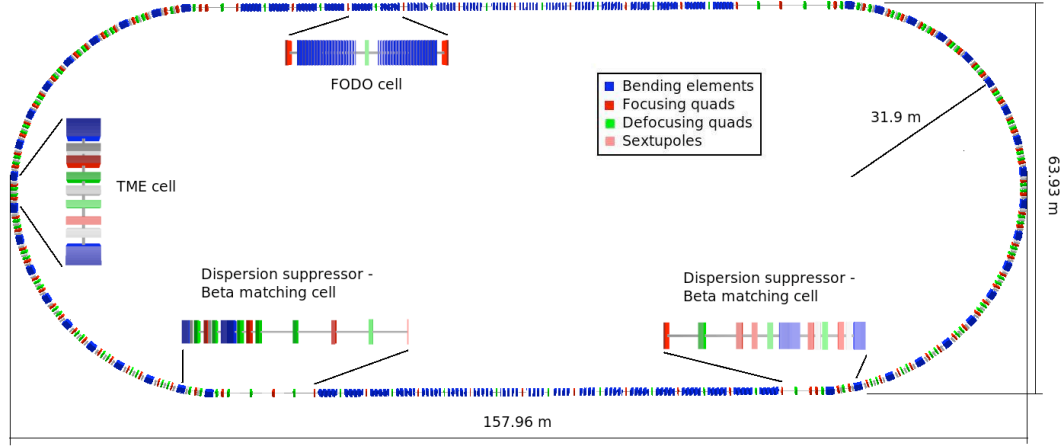 FODO cell
Bending elements
Focusing quads
Defocusing quads
Sextupoles
31.9 m
63.93 m
TME cell
Dispersion suppressor -
Beta matching cell
Dispersion suppressor -
Beta matching cell
157.96 m